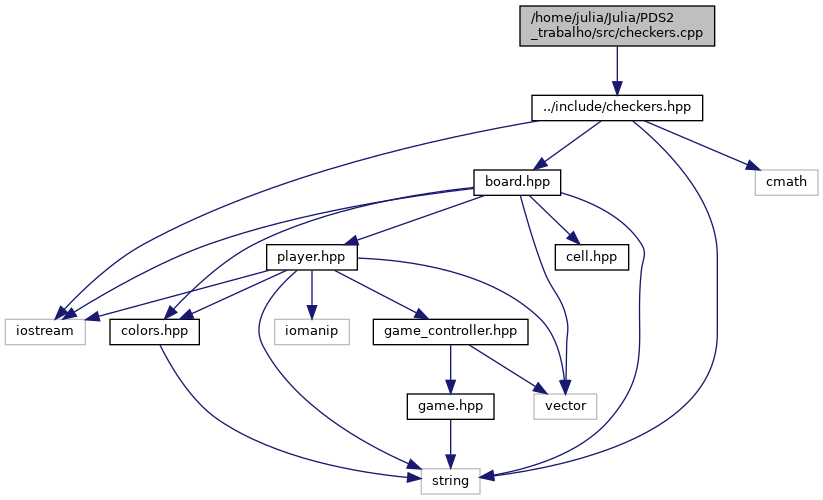 /home/julia/Julia/PDS2
_trabalho/src/checkers.cpp
../include/checkers.hpp
board.hpp
cmath
player.hpp
cell.hpp
iostream
colors.hpp
iomanip
game_controller.hpp
game.hpp
vector
string